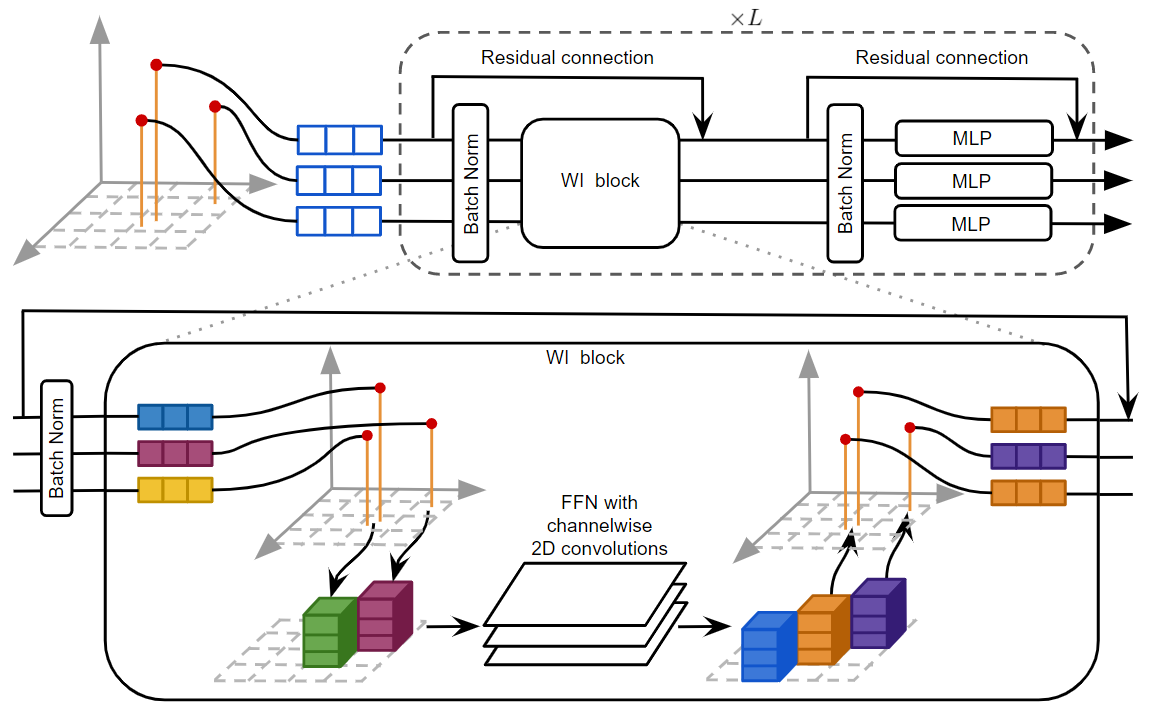 ×L
Residual connection
Residual connection
Batch Norm
WI block
Batch Norm
MLP
MLP
MLP
WI block
Batch Norm
FFN with
channelwise
2D convolutions